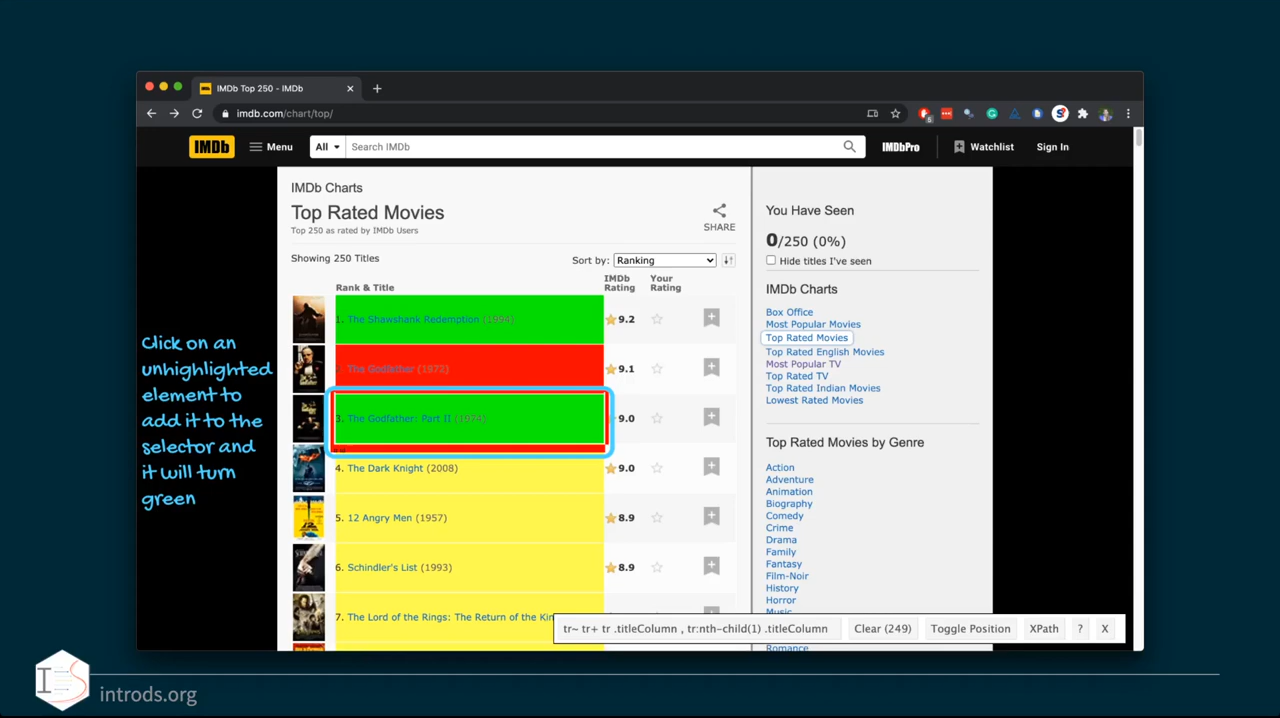 IMDb Top 250 - IMDb
imdb.com/chart/top/
IMDb
Menu
All
Search IMDb
IMDbPro
Watchlist
Sign In
IMDb Charts
Top Rated Movies
Top 250 as rated by IMDb Users
SHARE
Showing 250 Titles
Sort by:
Ranking
Rank & Title
IMDb
Rating
Your
Rating
1. The Shawshank Redemption (1994)
9.2
The Godfather (1972)
9.1
3. The Godfather: Part II (1974)
9.0
4. The Dark Knight (2008)
9.0
5. 12 Angry Men (1957)
8.9
6. Schindler's List (1993)
8.9
7. The Lord of the Rings: The Return of the
Click on an
unhighlighted
element to
add it to the
selector and
it will turn
green
You Have Seen
0/250 (0%)
Hide titles I've seen
IMDb Charts
Box Office
Most Popular Movies
Top Rated Movies
Top Rated English Movies
Most Popular TV
Top Rated TV
Top Rated Indian Movies
Lowest Rated Movies
Top Rated Movies by Genre
Action
Adventure
Animation
Biography
Comedy
Crime
Drama
Family
Fantasy
Film-Noir
History
Horror
Music
Romance
tr~ tr+ tr .titleColumn , tr:nth-child(1) .titleColumn
Clear (249)
Toggle Position
XPath
?
X
IDS
introds.org